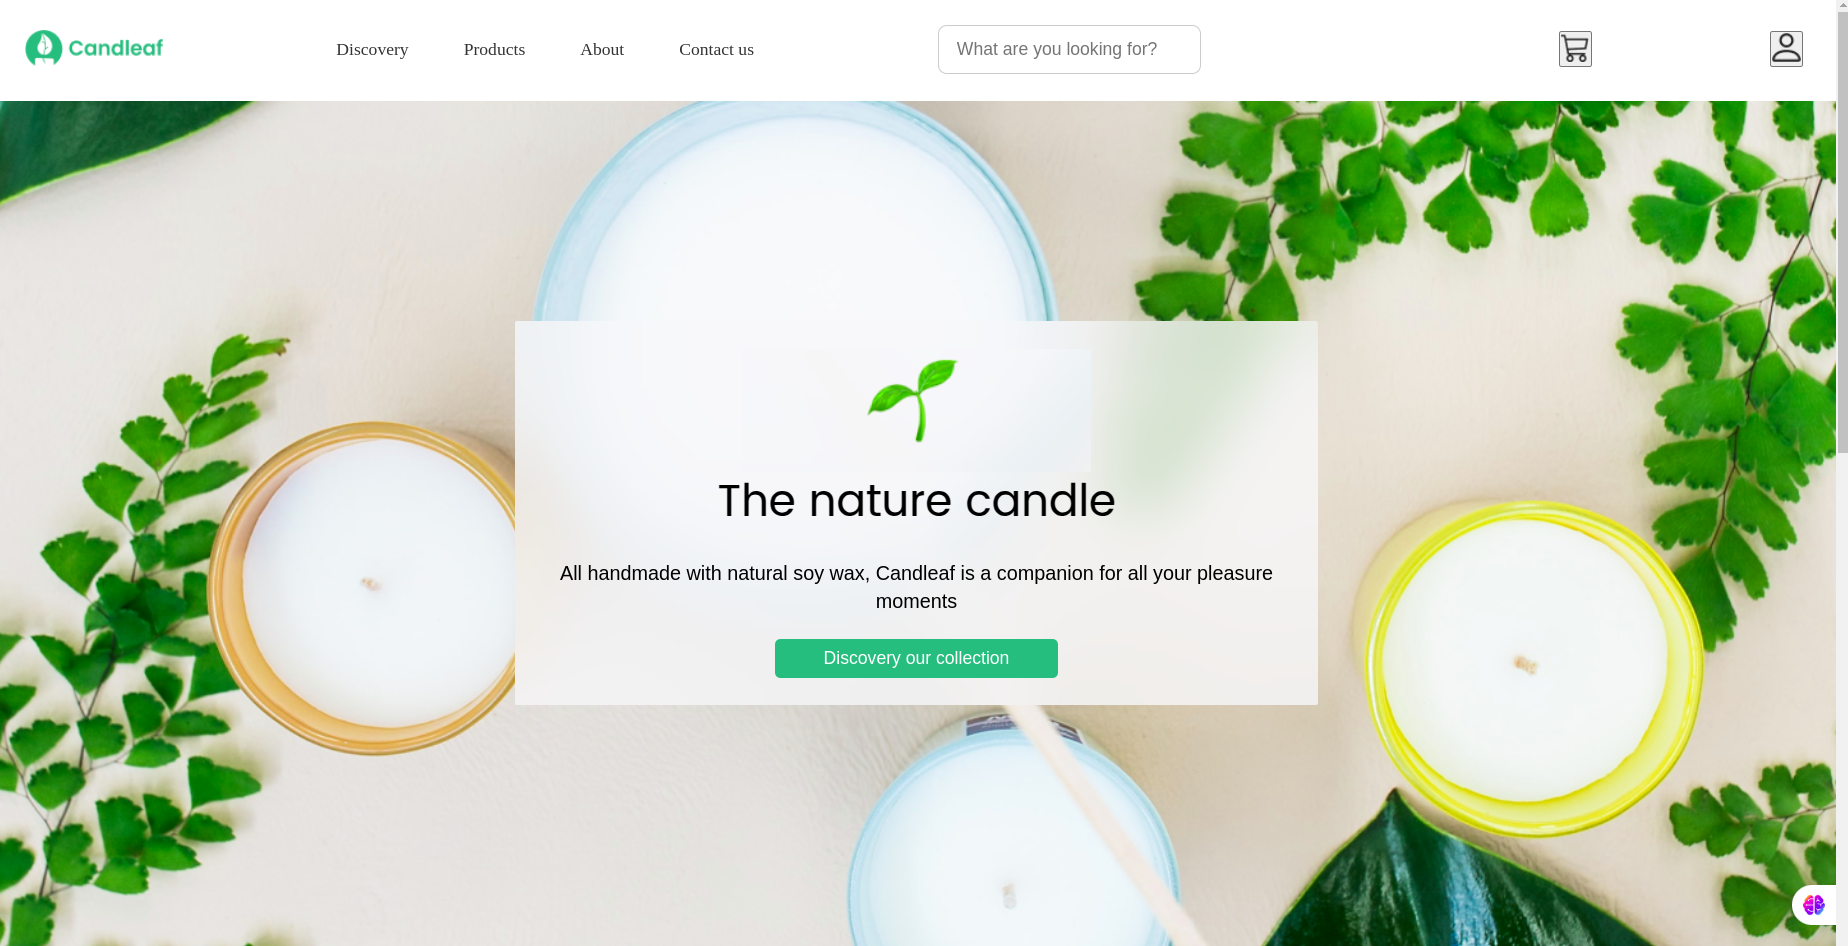 Candleaf
Discovery
Products
About
Contact us
What are you looking for?
The nature candle
All handmade with natural soy wax, Candleaf is a companion for all your pleasure
moments
Discovery our collection